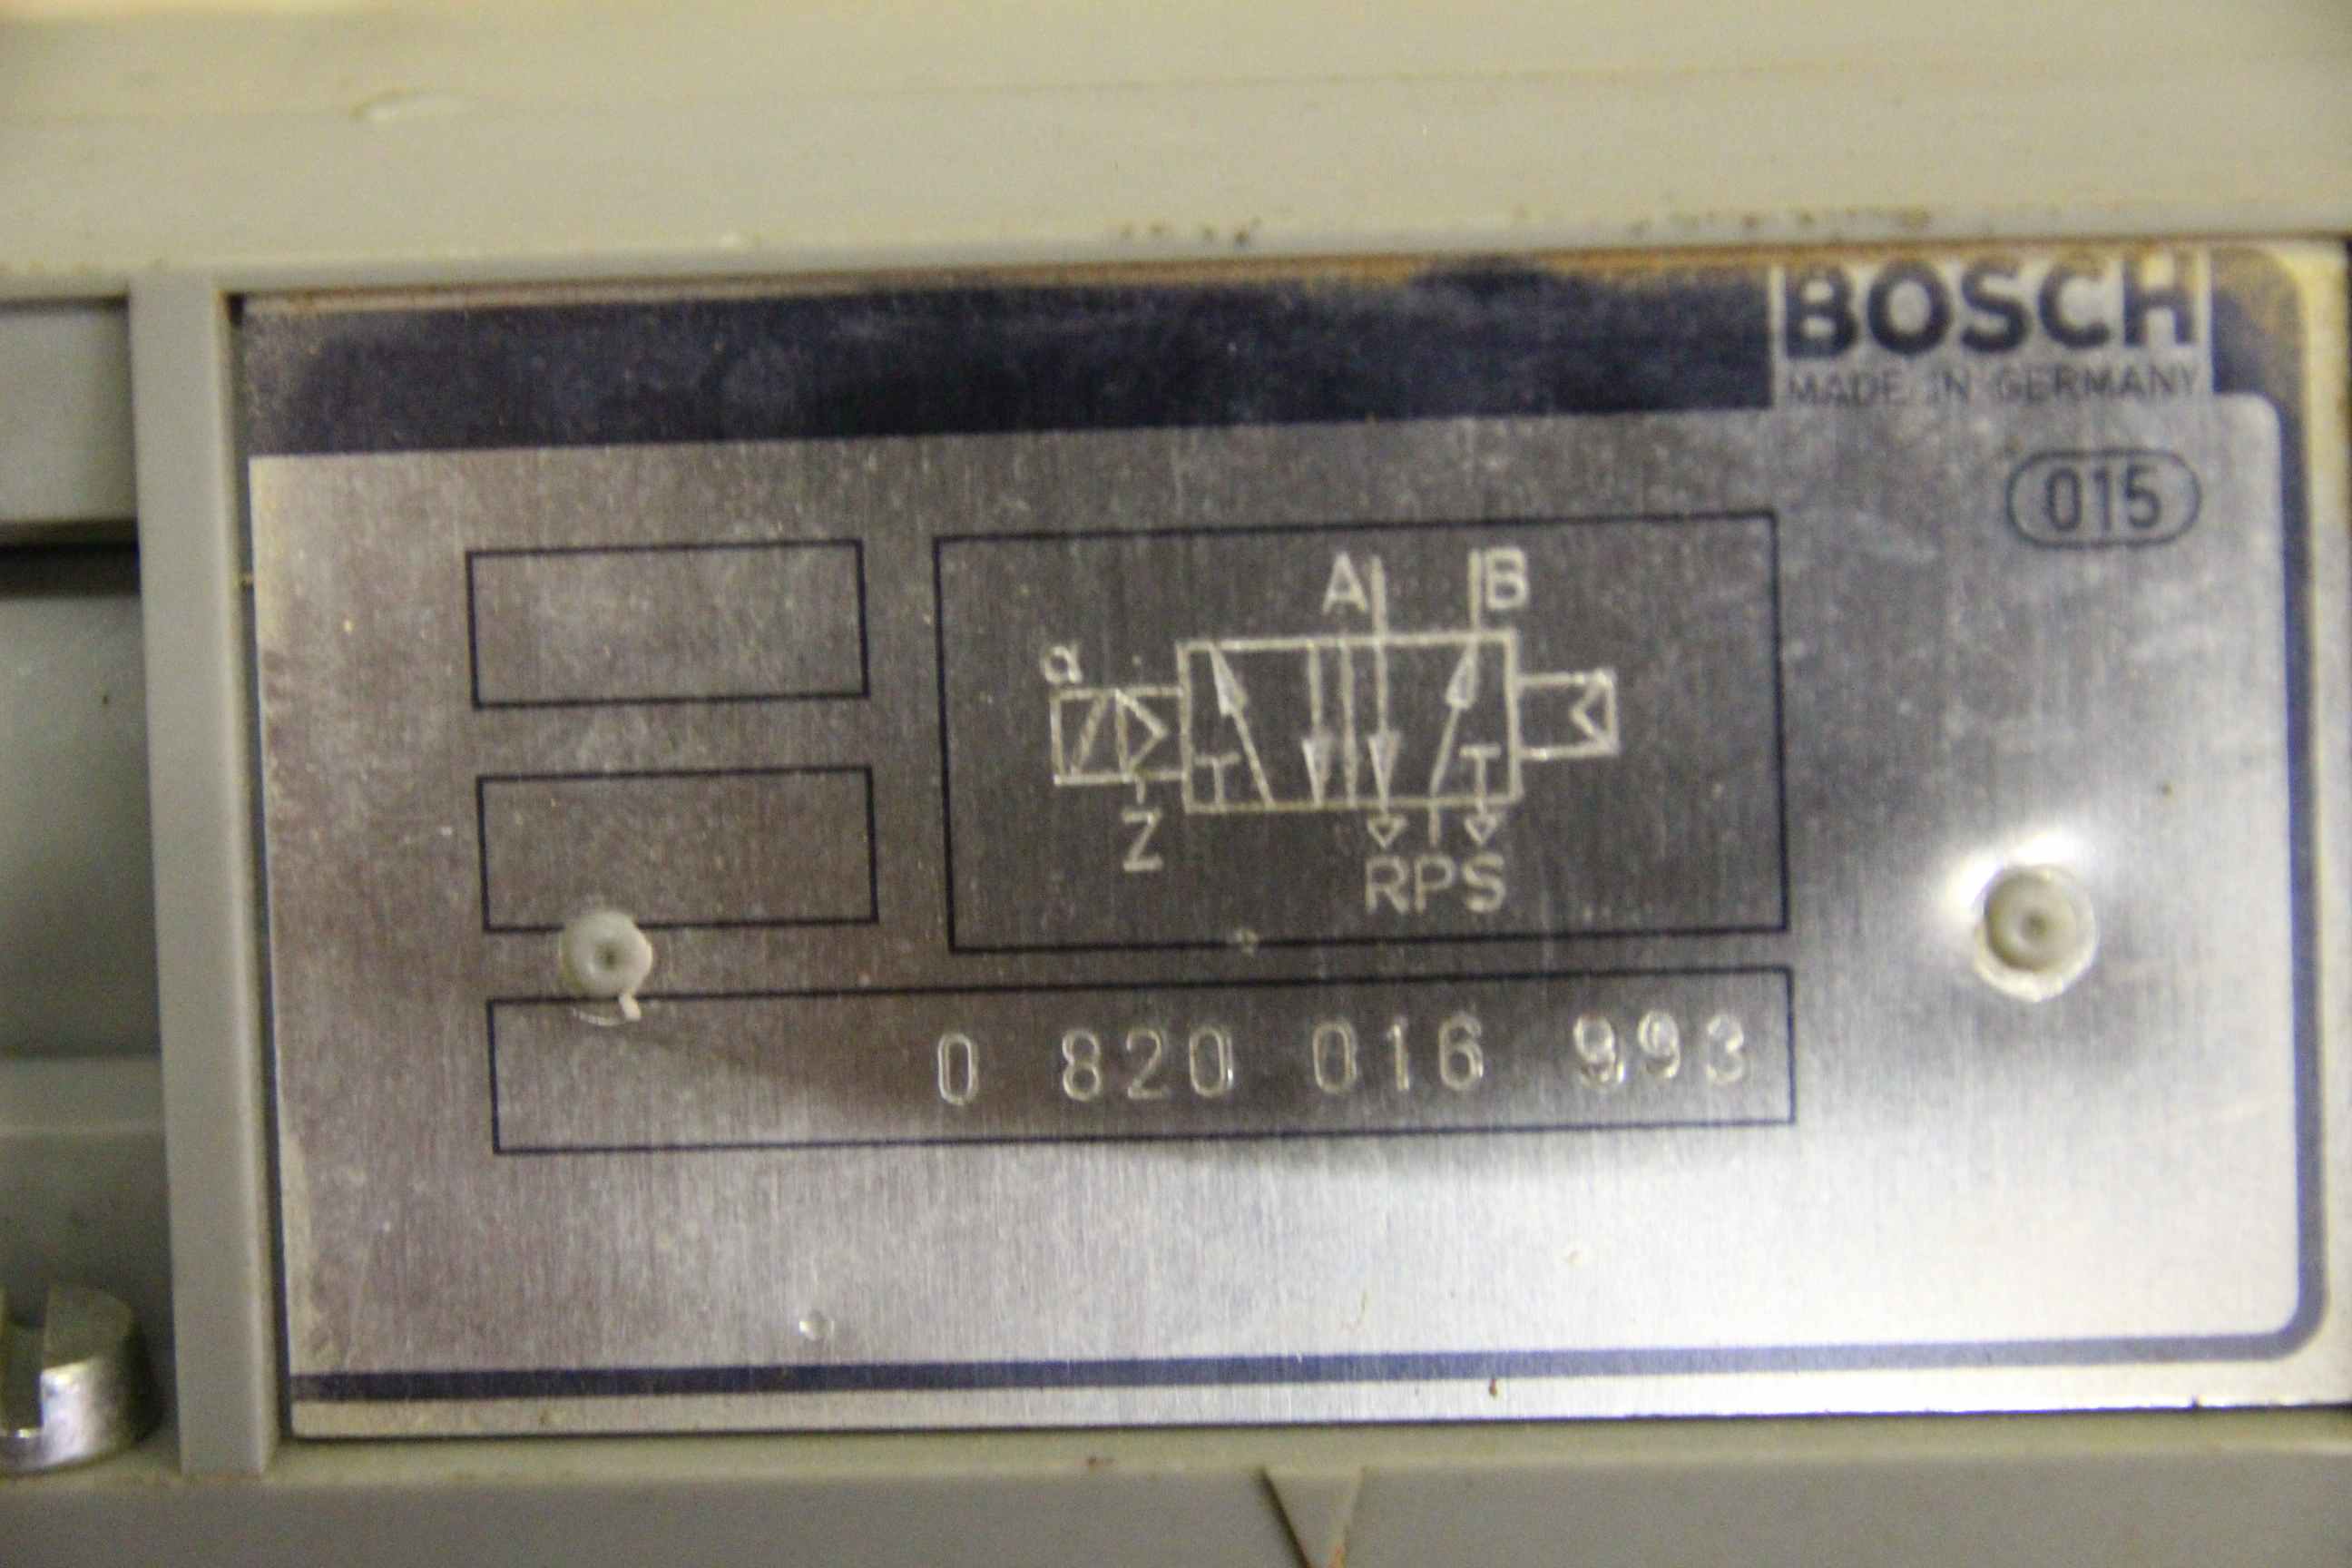 BOSCH
MADE IN GERMANY
015
A B
a
Z
RPS
0 820 016 993